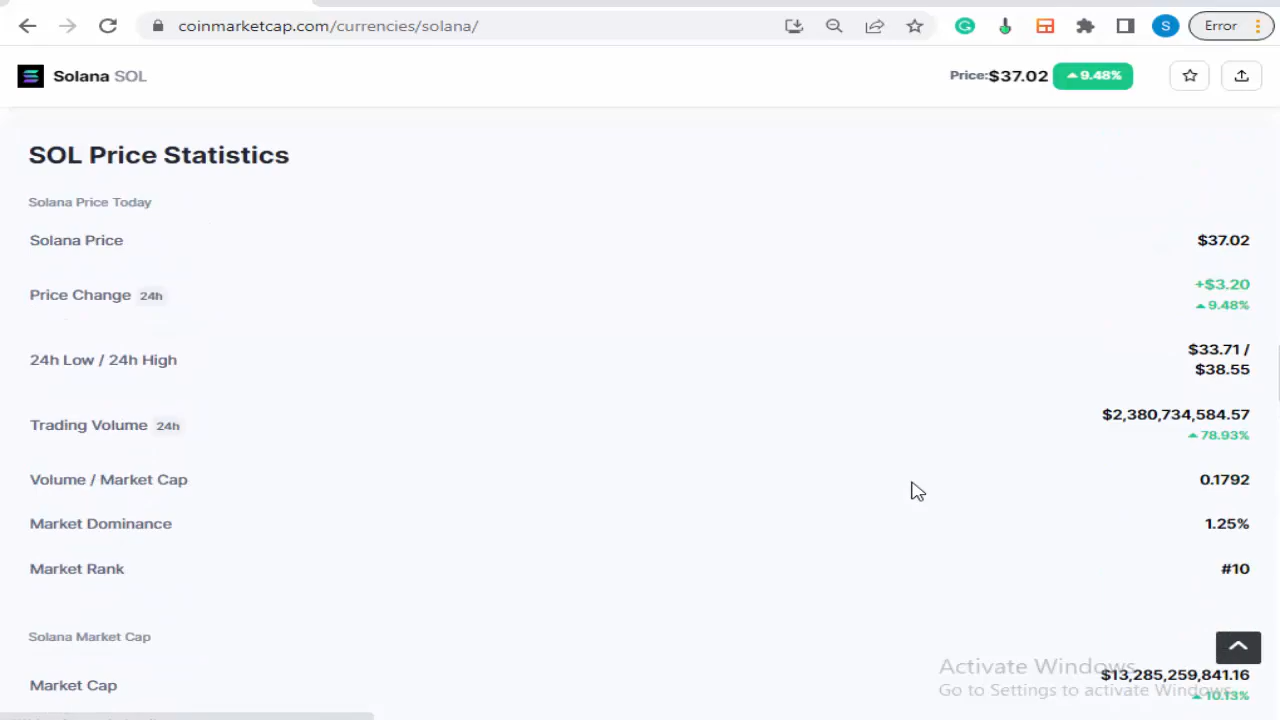 coinmarketcap.com/currencies/solana/
S
Error
Solana SOL
Price:$37.02 9.48%
SOL Price Statistics
Solana Price Today
Solana Price
$37.02
Price Change 24h
+$3.20
9.48%
24h Low / 24h High
$33.71 /
$38.55
Trading Volume 24h
$2,380,734,584.57
78.93%
Volume / Market Cap
0.1792
Market Dominance
1.25%
Market Rank
#10
Solana Market Cap
Activate Windows
Market Cap
$13,285,259,841.16
Go to Settings to activate Windows.
10.13%